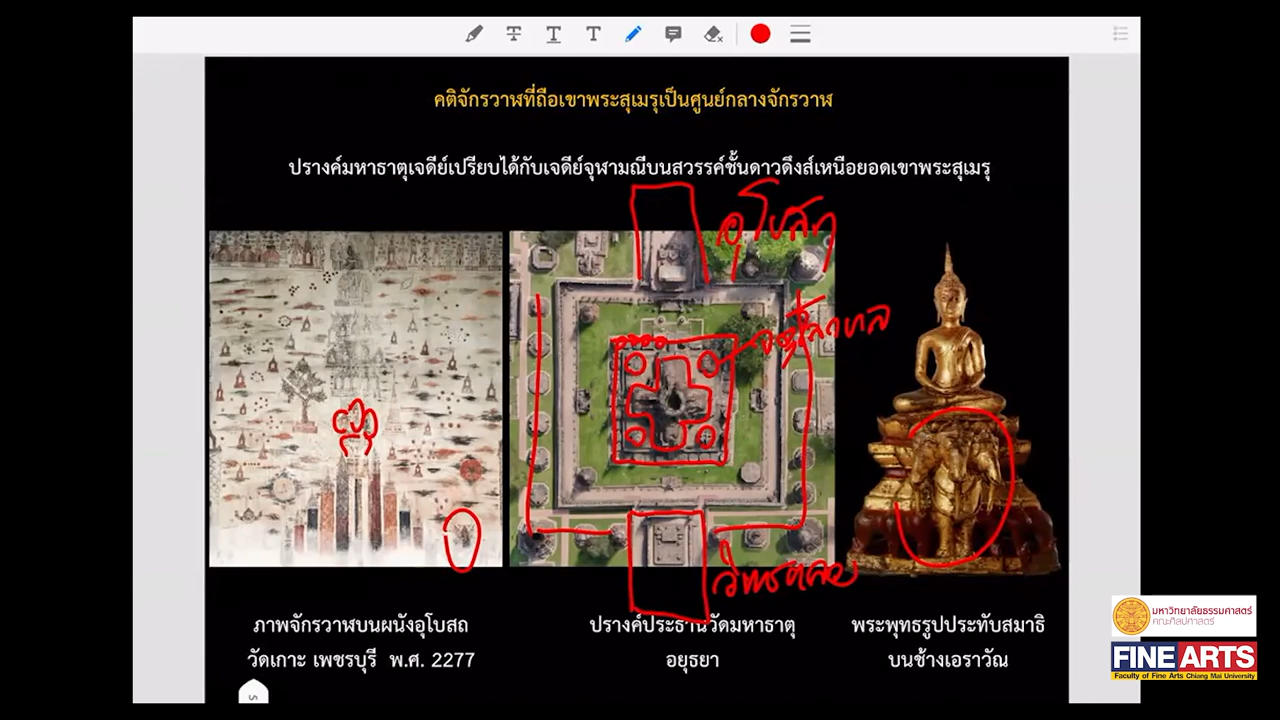 คติจักรวาฬที่ถือเขาพระสุเมรุเป็นศูนย์กลางจักรวาฬ
ปรางค์มหาธาตุเจดีย์เปรียบได้กับเจดีย์จุฬามณีบนสวรรค์ชั้นดาวดึงส์เหนือยอดเขาพระสุเมรุ
อุโบสถ
วิหารหลวง
ภาพจักรวาฬบนผนังอุโบสถ
วัดเกาะ เพชรบุรี พ.ศ. 2277
ปรางค์ประธานวัดมหาธาตุ
อยุธยา
พระพุทธรูปประทับสมาธิ
บนช้างเอราวัณ
มหาวิทยาลัยธรรมศาสตร์
คณะศิลปศาสตร์
FINE ARTS
Faculty of Fine Arts Chiang Mai University